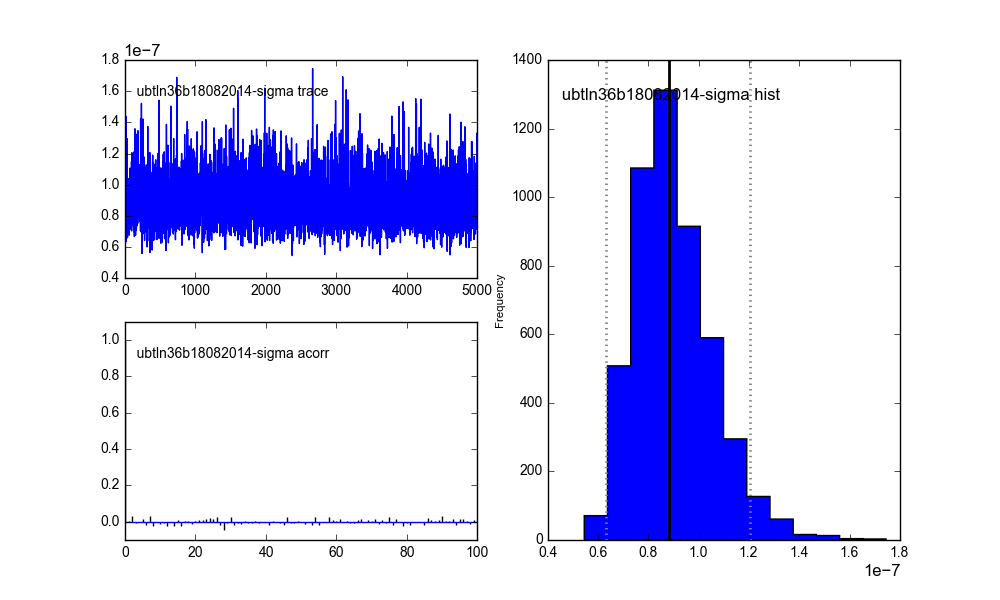 1e−7
1.8
1.6
1.4
1.2
1.0
0.8
0.6
0.4
ubtln36b18082014-sigma trace
0 1000 2000 3000 4000 5000
1.0
0.8
0.6
0.4
0.2
0.0
ubtln36b18082014-sigma acorr
0 20 40 60 80 100
Frequency
1400
1200
1000
800
600
400
200
0
ubtln36b18082014-sigma hist
0.4 0.6 0.8 1.0 1.2 1.4 1.6 1.8
1e−7